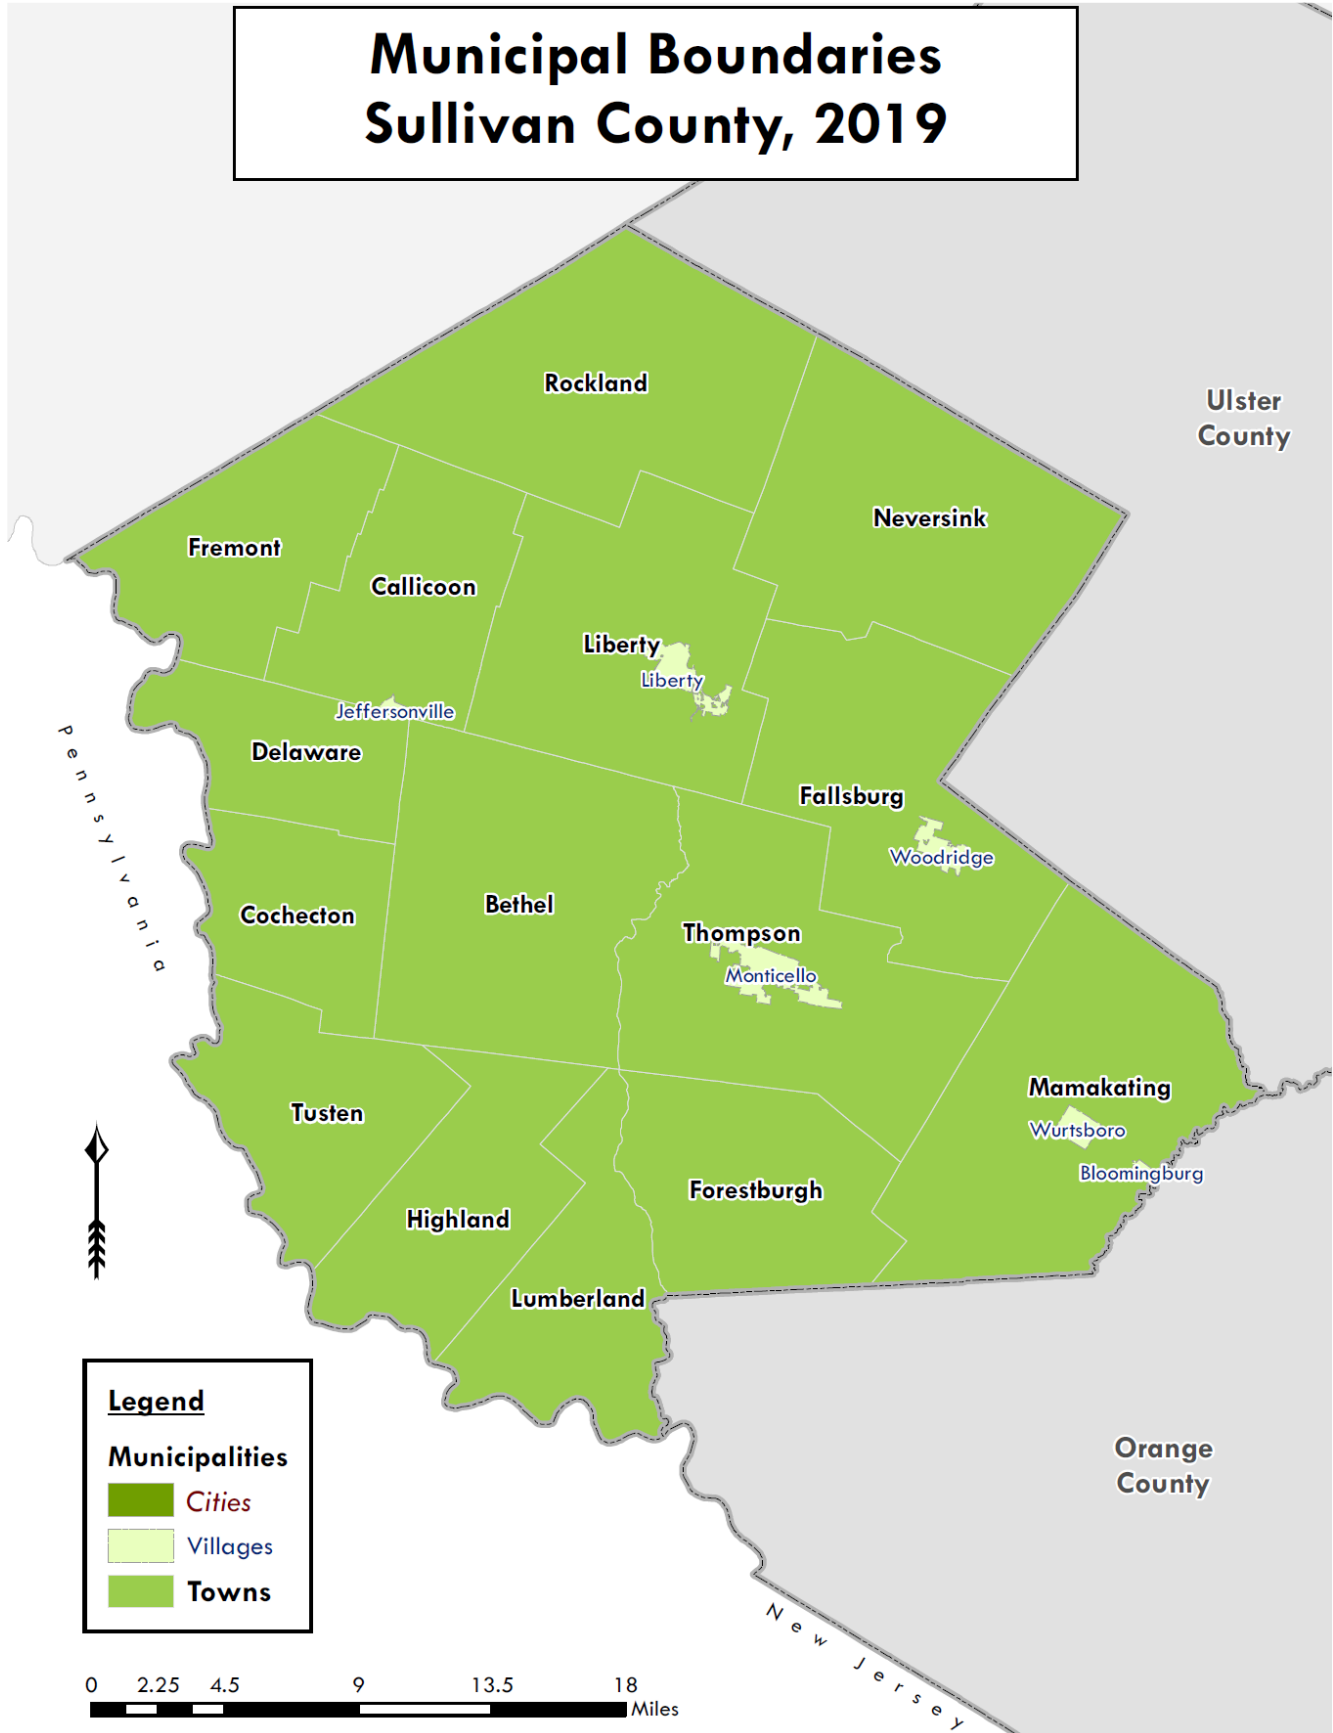 Municipal Boundaries
Sullivan County, 2019
Rockland
Ulster
County
Neversink
Fremont
Callicoon
Liberty
Liberty
Jeffersonville
Pennsylvania
Delaware
Fallsburg
Woodridge
Bethel
Cochecton
Thompson
Monticello
Mamakating
Tusten
Wurtsboro
Bloomingburg
Forestburgh
Highland
Lumberland
Legend
Municipalities
Cities
Villages
Towns
Orange
County
New Jersey
0 2.25 4.5 9 13.5 18
Miles